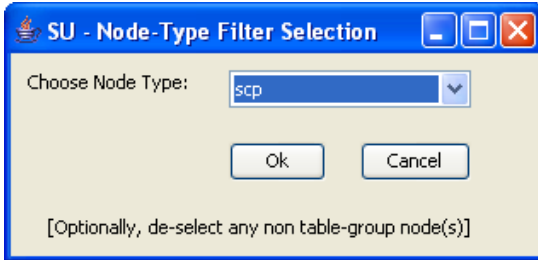 SU - Node-Type Filter Selection
Choose Node Type: scp
Ok Cancel
[Optionally, de-select any non table-group node(s)]